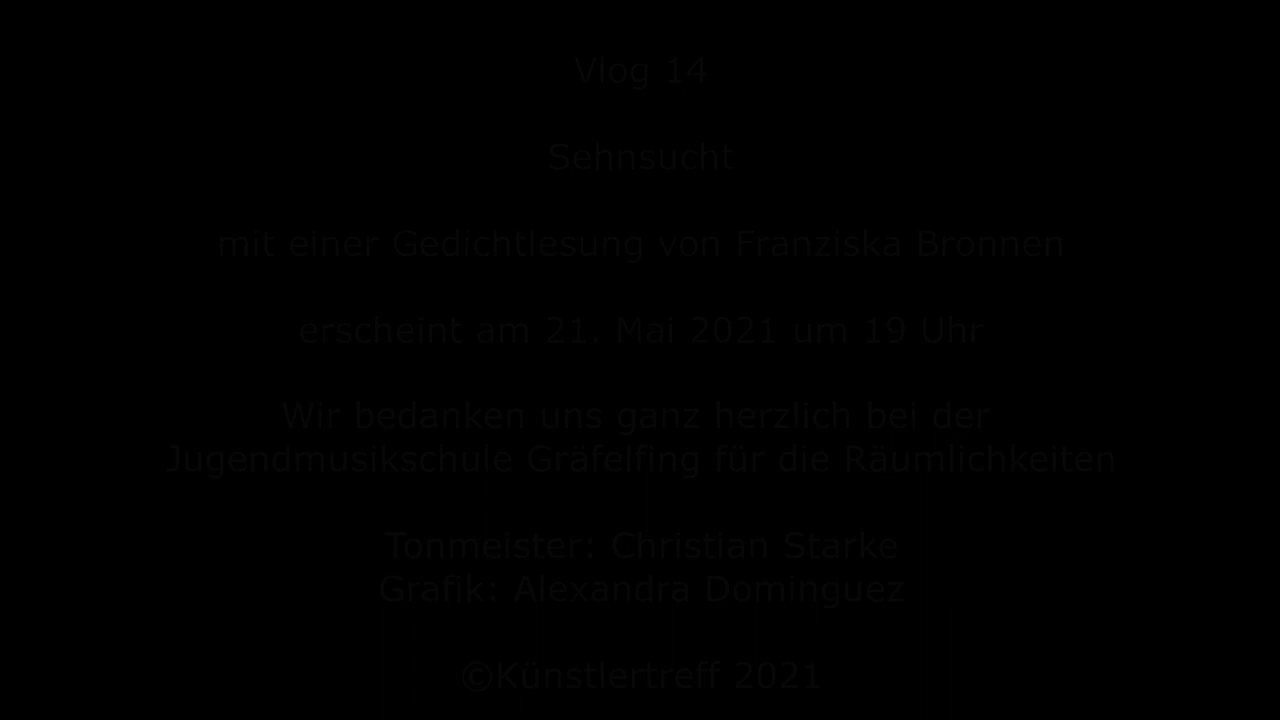 Vlog 14
Sehnsucht
mit einer Gedichtlesung von Franziska Bronnen
erscheint am 21. Mai 2021 um 19 Uhr
Wir bedanken uns ganz herzlich bei der
Jugendmusikschule Gräfelfing für die Räumlichkeiten
Tonmeister: Christian Starke
Grafik: Alexandra Dominguez
©Künstlertreff 2021